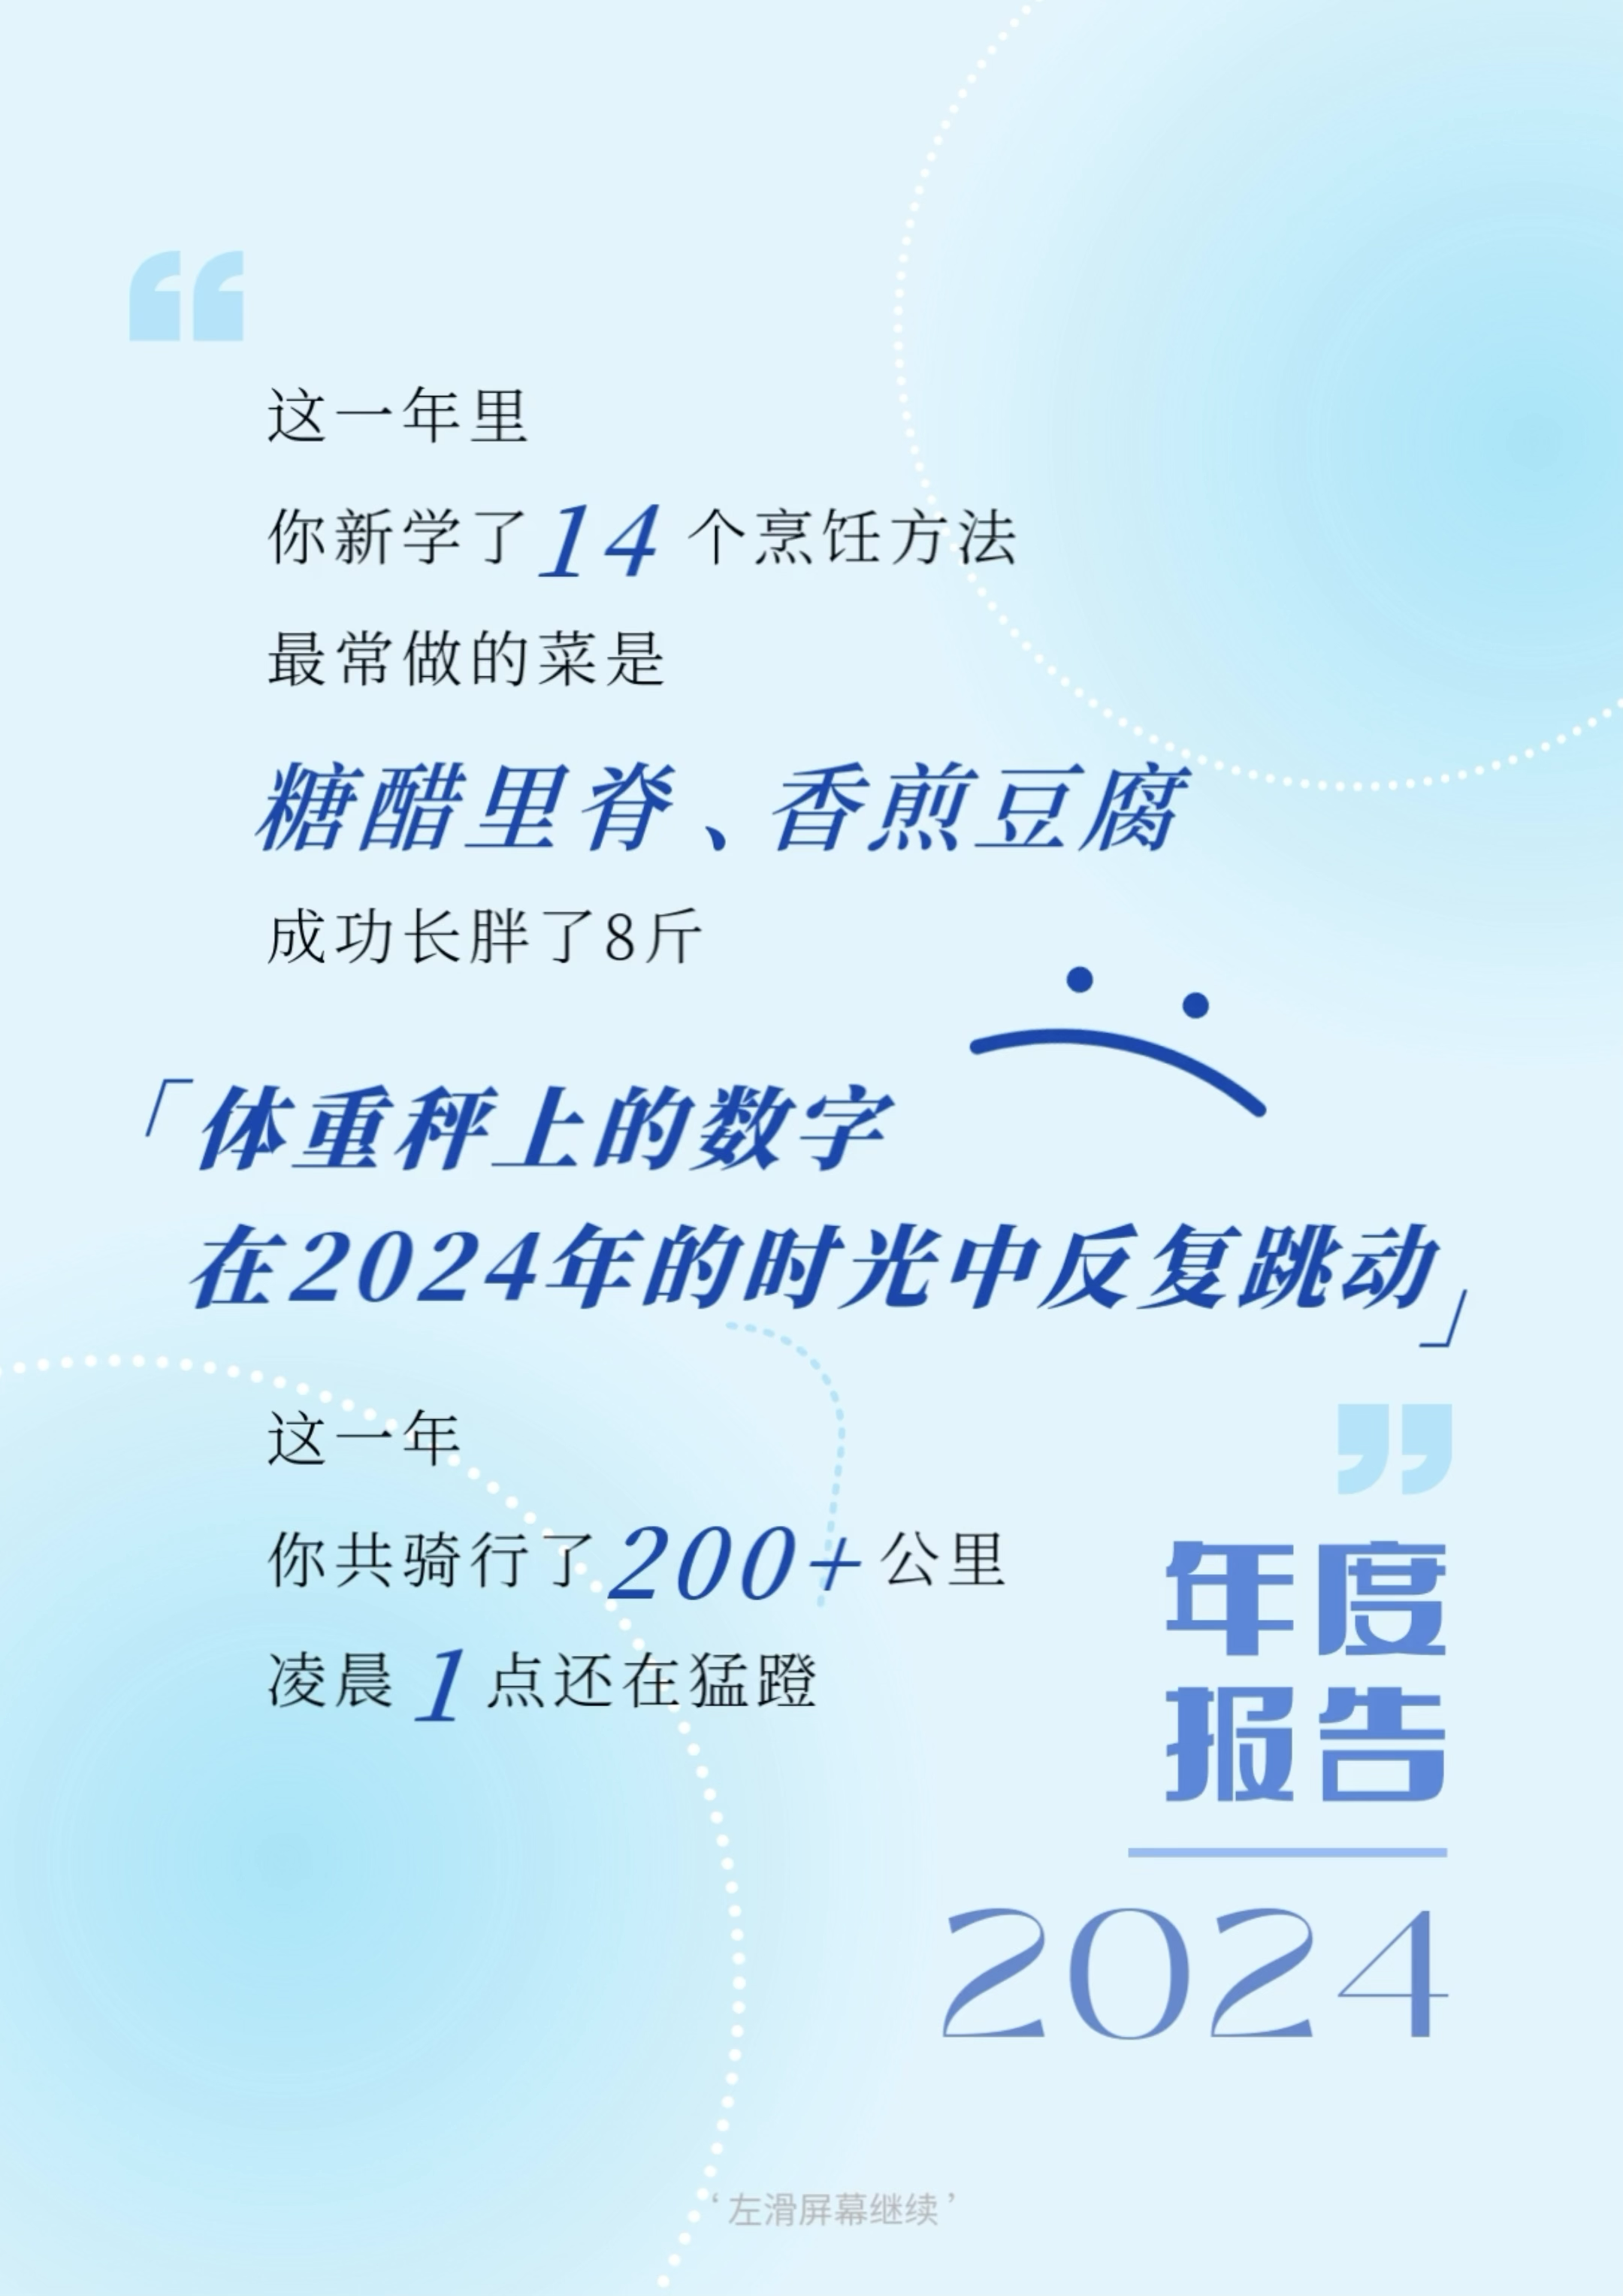 这一年里
你新学了14个烹饪方法
最常做的菜是
糖醋里脊、香煎豆腐
成功长胖了8斤
「体重秤上的数字
在2024年的时光中反复跳动」
这一年
你共骑行了200+公里
凌晨1点还在猛蹬
年度
报告
2024
‘左滑屏幕继续’